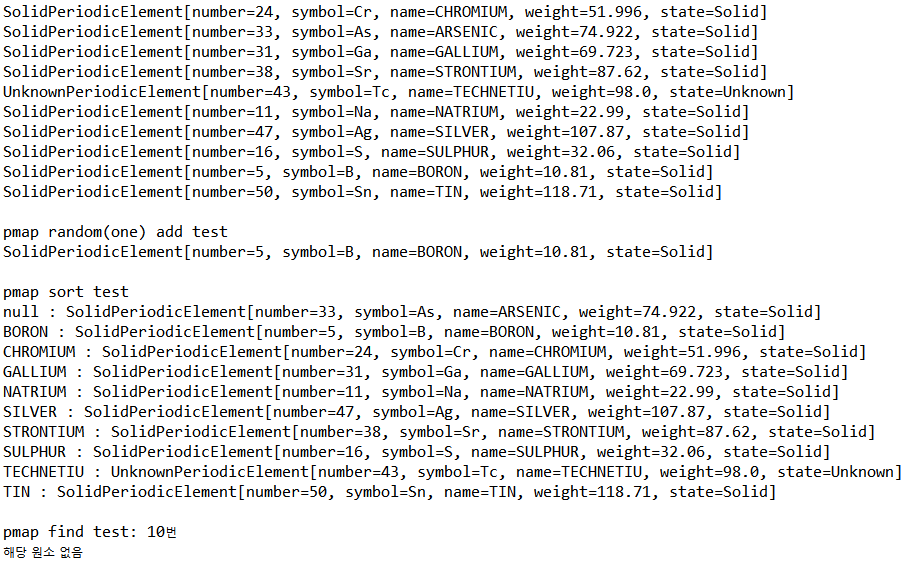 SolidPeriodicElement[number=24, symbol=Cr, name=CHROMIUM, weight=51.996, state=Solid]
SolidPeriodicElement[number=33, symbol=As, name=ARSENIC, weight=74.922, state=Solid]
SolidPeriodicElement[number=31, symbol=Ga, name=GALLIUM, weight=69.723, state=Solid]
SolidPeriodicElement[number=38, symbol=Sr, name=STRONTIUM, weight=87.62, state=Solid]
UnknownPeriodicElement[number=43, symbol=Tc, name=TECHNETIU, weight=98.0, state=Unknown]
SolidPeriodicElement[number=11, symbol=Na, name=NATRIUM, weight=22.99, state=Solid]
SolidPeriodicElement[number=47, symbol=Ag, name=SILVER, weight=107.87, state=Solid]
SolidPeriodicElement[number=16, symbol=S, name=SULPHUR, weight=32.06, state=Solid]
SolidPeriodicElement[number=5, symbol=B, name=BORON, weight=10.81, state=Solid]
SolidPeriodicElement[number=50, symbol=Sn, name=TIN, weight=118.71, state=Solid]

pmap random(one) add test
SolidPeriodicElement[number=5, symbol=B, name=BORON, weight=10.81, state=Solid]

pmap sort test
null : SolidPeriodicElement[number=33, symbol=As, name=ARSENIC, weight=74.922, state=Solid]
BORON : SolidPeriodicElement[number=5, symbol=B, name=BORON, weight=10.81, state=Solid]
CHROMIUM : SolidPeriodicElement[number=24, symbol=Cr, name=CHROMIUM, weight=51.996, state=Solid]
GALLIUM : SolidPeriodicElement[number=31, symbol=Ga, name=GALLIUM, weight=69.723, state=Solid]
NATRIUM : SolidPeriodicElement[number=11, symbol=Na, name=NATRIUM, weight=22.99, state=Solid]
SILVER : SolidPeriodicElement[number=47, symbol=Ag, name=SILVER, weight=107.87, state=Solid]
STRONTIUM : SolidPeriodicElement[number=38, symbol=Sr, name=STRONTIUM, weight=87.62, state=Solid]
SULPHUR : SolidPeriodicElement[number=16, symbol=S, name=SULPHUR, weight=32.06, state=Solid]
TECHNETIU : UnknownPeriodicElement[number=43, symbol=Tc, name=TECHNETIU, weight=98.0, state=Unknown]
TIN : SolidPeriodicElement[number=50, symbol=Sn, name=TIN, weight=118.71, state=Solid]

pmap find test: 10번
해당 원소 없음